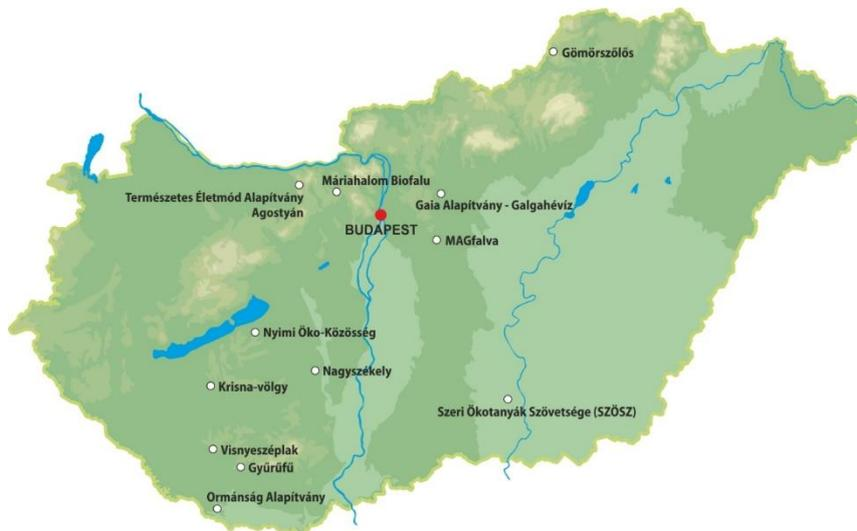 Gömörszőlős
Természetes Életmód Alapítvány
Agostyán
Máriahalom Biofalu
Gaia Alapítvány - Galgahévíz
BUDAPEST
MAGfalva
Nyimi Öko-Közösség
Nagyszékely
Krisna-völgy
Szeri Ökotanyák Szövetsége (SZÖSZ)
Visnyeszéplak
Gyűrűfű
Ormánság Alapítvány